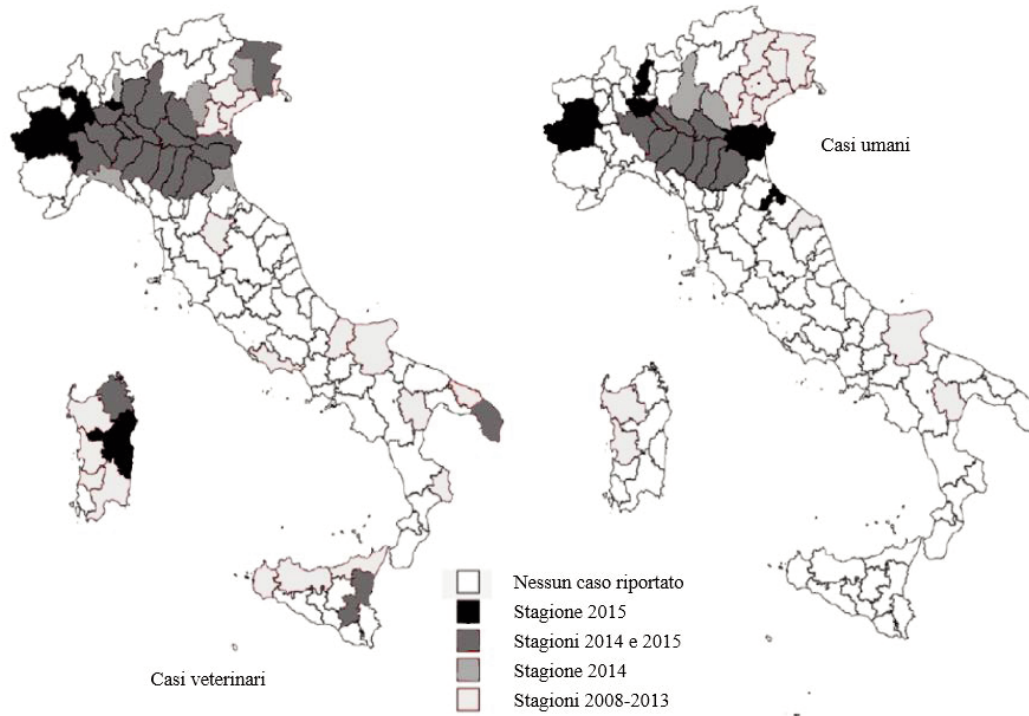 Casi umani
Nessun caso riportato
Stagione 2015
Stagioni 2014 e 2015
Stagione 2014
Stagioni 2008-2013
Casi veterinari